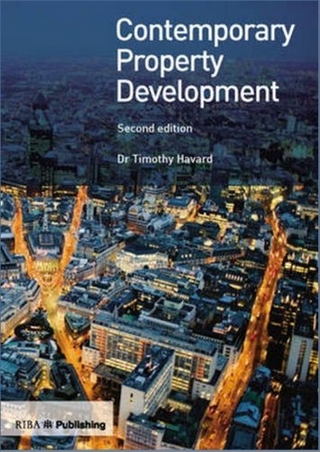 Contemporary
Property
Development
Second edition
Dr Timothy Havard
RIBA Publishing